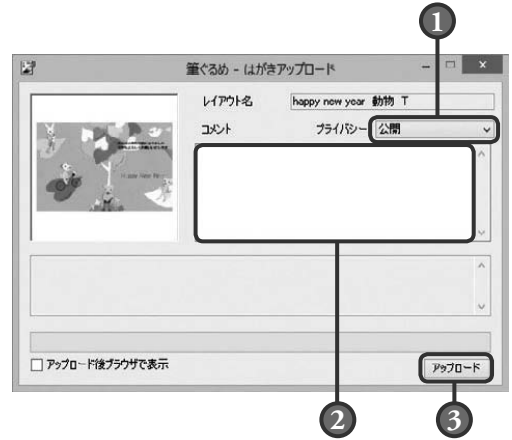 1
筆ぐるめ - はがきアップロード
レイアウト名 happy new year 動物 T
コメント プライバシー 公開
アップロード後ブラウザで表示
アップロード
2 3